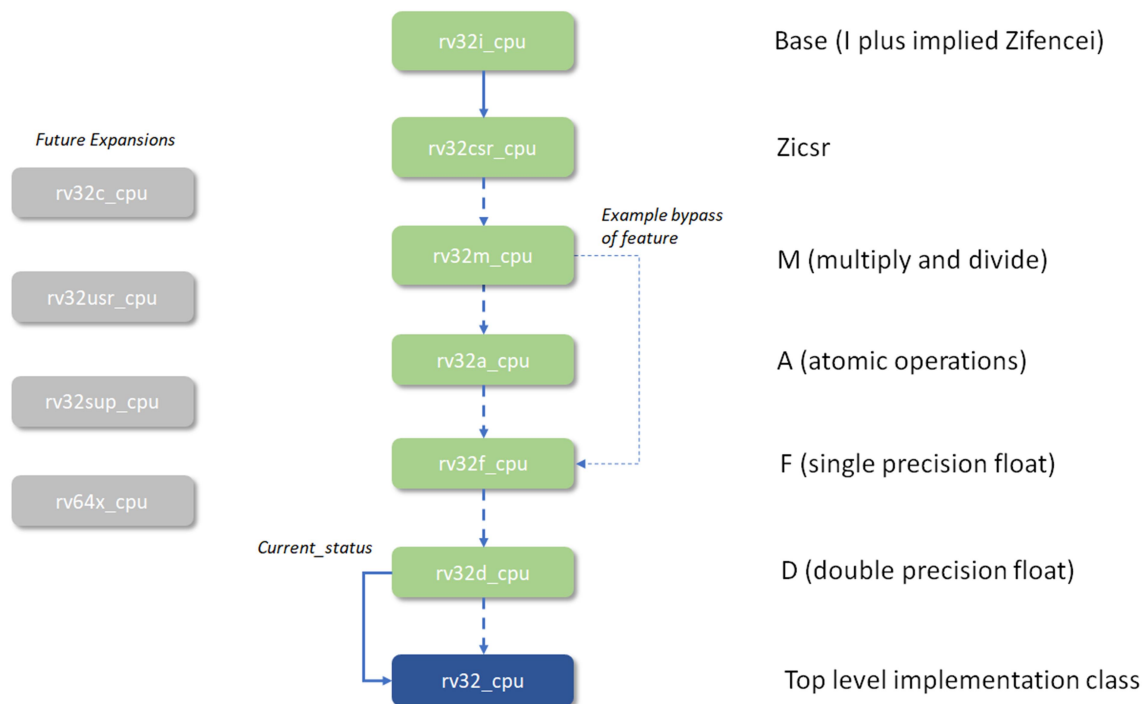 rv32i_cpu
Base (I plus implied Zifencei)
Future Expansions
rv32csr_cpu
Zicsr
rv32c_cpu
Example bypass
of feature
rv32m_cpu
M (multiply and divide)
rv32usr_cpu
rv32a_cpu
A (atomic operations)
rv32sup_cpu
rv32f_cpu
F (single precision float)
rv64x_cpu
Current_status
rv32d_cpu
D (double precision float)
rv32_cpu
Top level implementation class